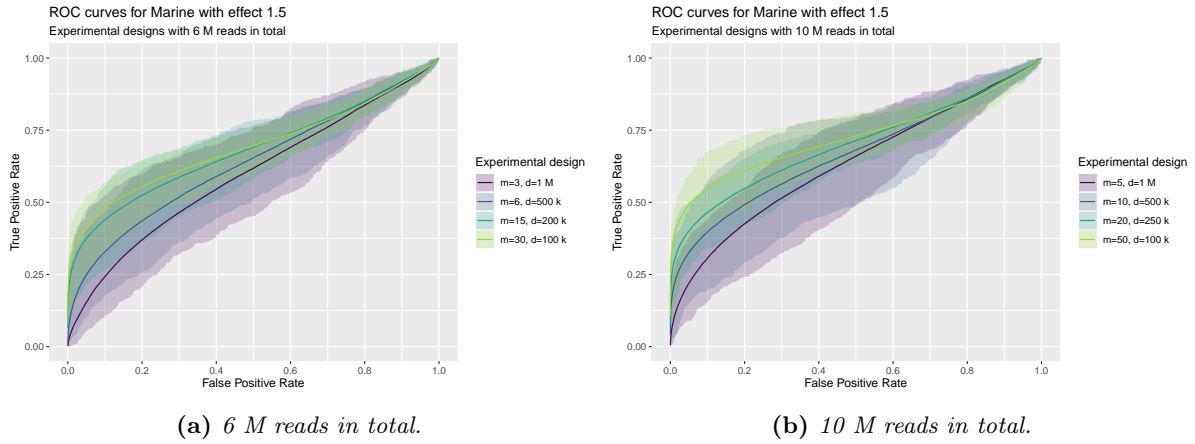 ROC curves for Marine with effect 1.5
Experimental designs with 6 M reads in total
True Positive Rate
1.00
0.75
0.50
0.25
0.00
0.0 0.2 0.4 0.6 0.8 1.0
False Positive Rate
Experimental design
m=3, d=1 M
m=6, d=500 k
m=15, d=200 k
m=30, d=100 k
(a) 6 M reads in total.
ROC curves for Marine with effect 1.5
Experimental designs with 10 M reads in total
True Positive Rate
1.00
0.75
0.50
0.25
0.00
0.0 0.2 0.4 0.6 0.8 1.0
False Positive Rate
Experimental design
m=5, d=1 M
m=10, d=500 k
m=20, d=250 k
m=50, d=100 k
(b) 10 M reads in total.